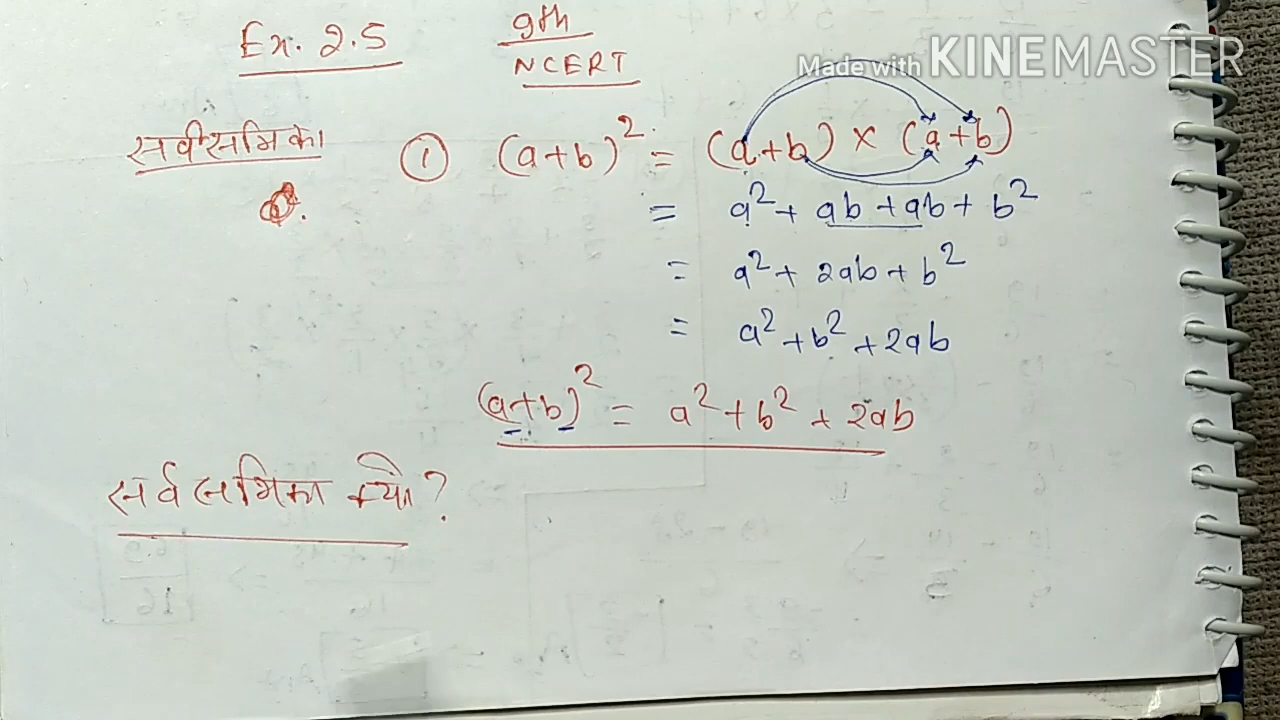 Ex. 2.5 9th
NCERT
Made with KINEMASTER
सर्वसमिका ① (a+b)² = (a+b) × (a+b)
= a² + ab + ab + b²
= a² + 2ab + b²
= a² + b² + 2ab
(a+b)² = a² + b² + 2ab
सर्वसमिका क्यो?